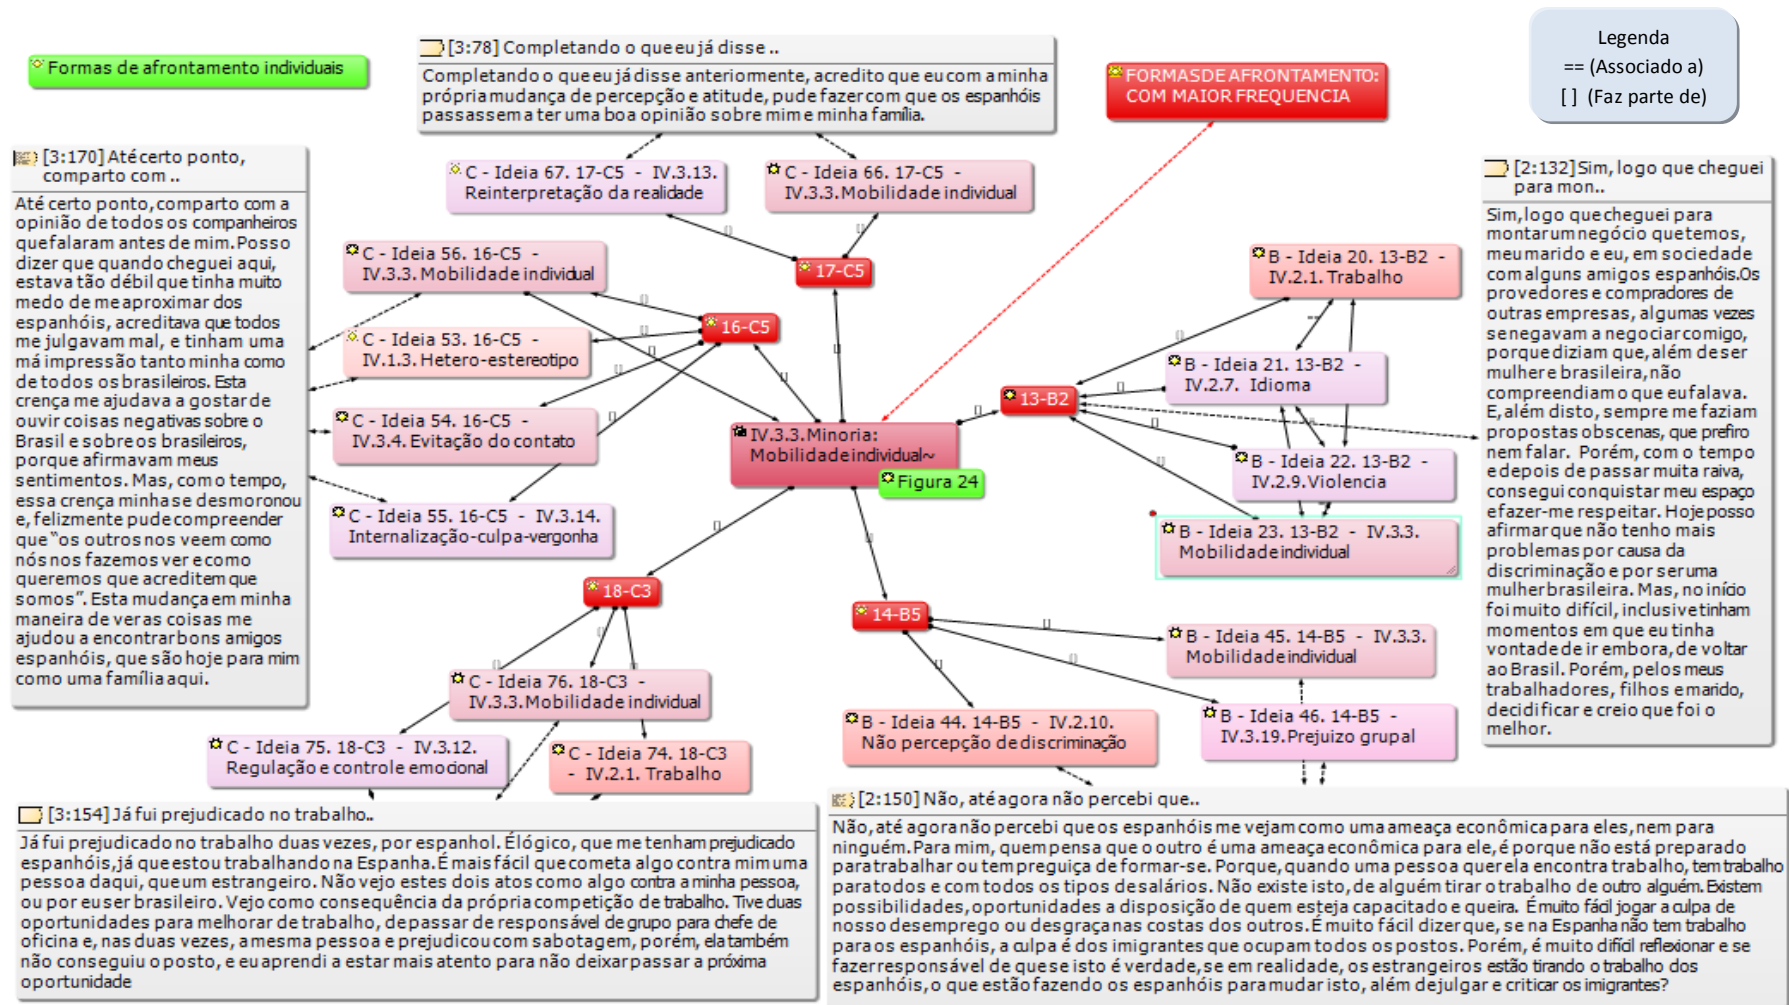 Formas de afrontamento individuais
[3:78] Completando o que eu já disse ..
Completando o que eu já disse anteriormente, acredito que eu com a minha
própria mudança de percepção e atitude, pude fazer com que os espanhóis
passassem a ter uma boa opinião sobre mim e minha família.
FORMAS DE AFRONTAMENTO:
COM MAIOR FREQUENCIA
Legenda
== (Associado a)
[ ] (Faz parte de)
[3:170] Até certo ponto,
comparto com ..
Até certo ponto, comparto com a
opinião de todos os companheiros
que falaram antes de mim. Posso
dizer que quando cheguei aqui,
estava tão débil que tinha muito
medo de me aproximar dos
espanhóis, acreditava que todos
me julgavam mal, e tinham uma
má impressão tanto minha como
de todos os brasileiros. Esta
crença me ajudava a gostar de
ouvir coisas negativas sobre o
Brasil e sobre os brasileiros,
porque afirmavam meus
sentimentos. Mas, com o tempo,
essa crença minha se desmoronou
e, felizmente pude compreender
que "os outros nos veem como
nós nos fazemos ver e como
queremos que acreditem que
somos". Esta mudança em minha
maneira de ver as coisas me
ajudou a encontrar bons amigos
espanhóis, que são hoje para mim
como uma família aqui.
C - Ideia 67. 17-C5 - IV.3.13.
Reinterpretação da realidade
C - Ideia 66. 17-C5 -
IV.3.3. Mobilidade individual
C - Ideia 56. 16-C5 -
IV.3.3. Mobilidade individual
17-C5
16-C5
C - Ideia 53. 16-C5 -
IV.1.3. Hetero-estereotipo
C - Ideia 54. 16-C5 -
IV.3.4. Evitação do contato
C - Ideia 55. 16-C5 - IV.3.14.
Internalização-culpa-vergonha
IV.3.3. Minoria:
Mobilidade individual~
Figura 24
B - Ideia 20. 13-B2 -
IV.2.1. Trabalho
B - Ideia 21. 13-B2 -
IV.2.7. Idioma
13-B2
B - Ideia 22. 13-B2 -
IV.2.9. Violencia
B - Ideia 23. 13-B2 - IV.3.3.
Mobilidade individual
[2:132] Sim, logo que cheguei
para mon..
Sim, logo que cheguei para
montar um negócio que temos,
meu marido e eu, em sociedade
com alguns amigos espanhóis. Os
provedores e compradores de
outras empresas, algumas vezes
se negavam a negociar comigo,
porque diziam que, além de ser
mulher e brasileira, não
compreendiam o que eu falava.
E, além disto, sempre me faziam
propostas obscenas, que prefiro
nem falar. Porém, com o tempo
e depois de passar muita raiva,
consegui conquistar meu espaço
e fazer-me respeitar. Hoje posso
afirmar que não tenho mais
problemas por causa da
discriminação e por ser uma
mulher brasileira. Mas, no início
foi muito difícil, inclusive tinham
momentos em que eu tinha
vontade de ir embora, de voltar
ao Brasil. Porém, pelos meus
trabalhadores, filhos e marido,
decidi ficar e creio que foi o
melhor.
18-C3
14-B5
C - Ideia 76. 18-C3 -
IV.3.3. Mobilidade individual
C - Ideia 75. 18-C3 - IV.3.12.
Regulação e controle emocional
C - Ideia 74. 18-C3
- IV.2.1. Trabalho
B - Ideia 45. 14-B5 - IV.3.3.
Mobilidade individual
B - Ideia 44. 14-B5 - IV.2.10.
Não percepção de discriminação
B - Ideia 46. 14-B5 -
IV.3.19. Prejuizo grupal
[3:154] Já fui prejudicado no trabalho..
Já fui prejudicado no trabalho duas vezes, por espanhol. É lógico, que me tenham prejudicado
espanhóis, já que estou trabalhando na Espanha. É mais fácil que cometa algo contra mim uma
pessoa daqui, que um estrangeiro. Não vejo estes dois atos como algo contra a minha pessoa,
ou por eu ser brasileiro. Vejo como consequência da própria competição de trabalho. Tive duas
oportunidades para melhorar de trabalho, de passar de responsável de grupo para chefe de
oficina e, nas duas vezes, a mesma pessoa e prejudicou com sabotagem, porém, ela também
não conseguiu o posto, e eu aprendi a estar mais atento para não deixar passar a próxima
oportunidade
[2:150] Não, até agora não percebi que..
Não, até agora não percebi que os espanhóis me vejam como uma ameaça econômica para eles, nem para
ninguém. Para mim, quem pensa que o outro é uma ameaça econômica para ele, é porque não está preparado
para trabalhar ou tem preguiça de formar-se. Porque, quando uma pessoa quer ela encontra trabalho, tem trabalho
para todos e com todos os tipos de salários. Não existe isto, de alguém tirar o trabalho de outro alguém. Existem
possibilidades, oportunidades a disposição de quem esteja capacitado e queira. É muito fácil jogar a culpa de
nosso desemprego ou desgraça nas costas dos outros. É muito fácil dizer que, se na Espanha não tem trabalho
para os espanhóis, a culpa é dos imigrantes que ocupam todos os postos. Porém, é muito difícil reflexionar e se
fazer responsável de que se isto é verdade, se em realidade, os estrangeiros estão tirando o trabalho dos
espanhóis, o que estão fazendo os espanhóis para mudar isto, além de julgar e criticar os imigrantes?